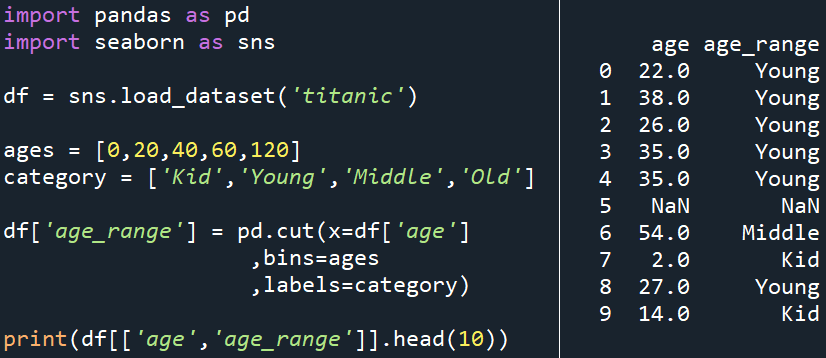 import pandas as pd
import seaborn as sns
df = sns.load_dataset('titanic')
ages = [0,20,40,60,120]
category = ['Kid','Young','Middle','Old']
df['age_range'] = pd.cut(x=df['age']
,bins=ages
,labels=category)
print(df[['age','age_range']].head(10))
age age_range
0 22.0 Young
1 38.0 Young
2 26.0 Young
3 35.0 Young
4 35.0 Young
5 NaN NaN
6 54.0 Middle
7 2.0 Kid
8 27.0 Young
9 14.0 Kid